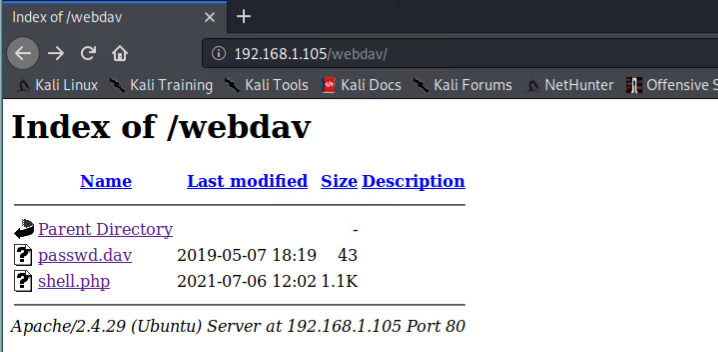 Index of /webdav
192.168.1.105/webdav/
Kali Linux Kali Training Kali Tools Kali Docs Kali Forums NetHunter Offensive S
Index of /webdav
Name Last modified Size Description
Parent Directory -
passwd.dav 2019-05-07 18:19 43
shell.php 2021-07-06 12:02 1.1K
Apache/2.4.29 (Ubuntu) Server at 192.168.1.105 Port 80